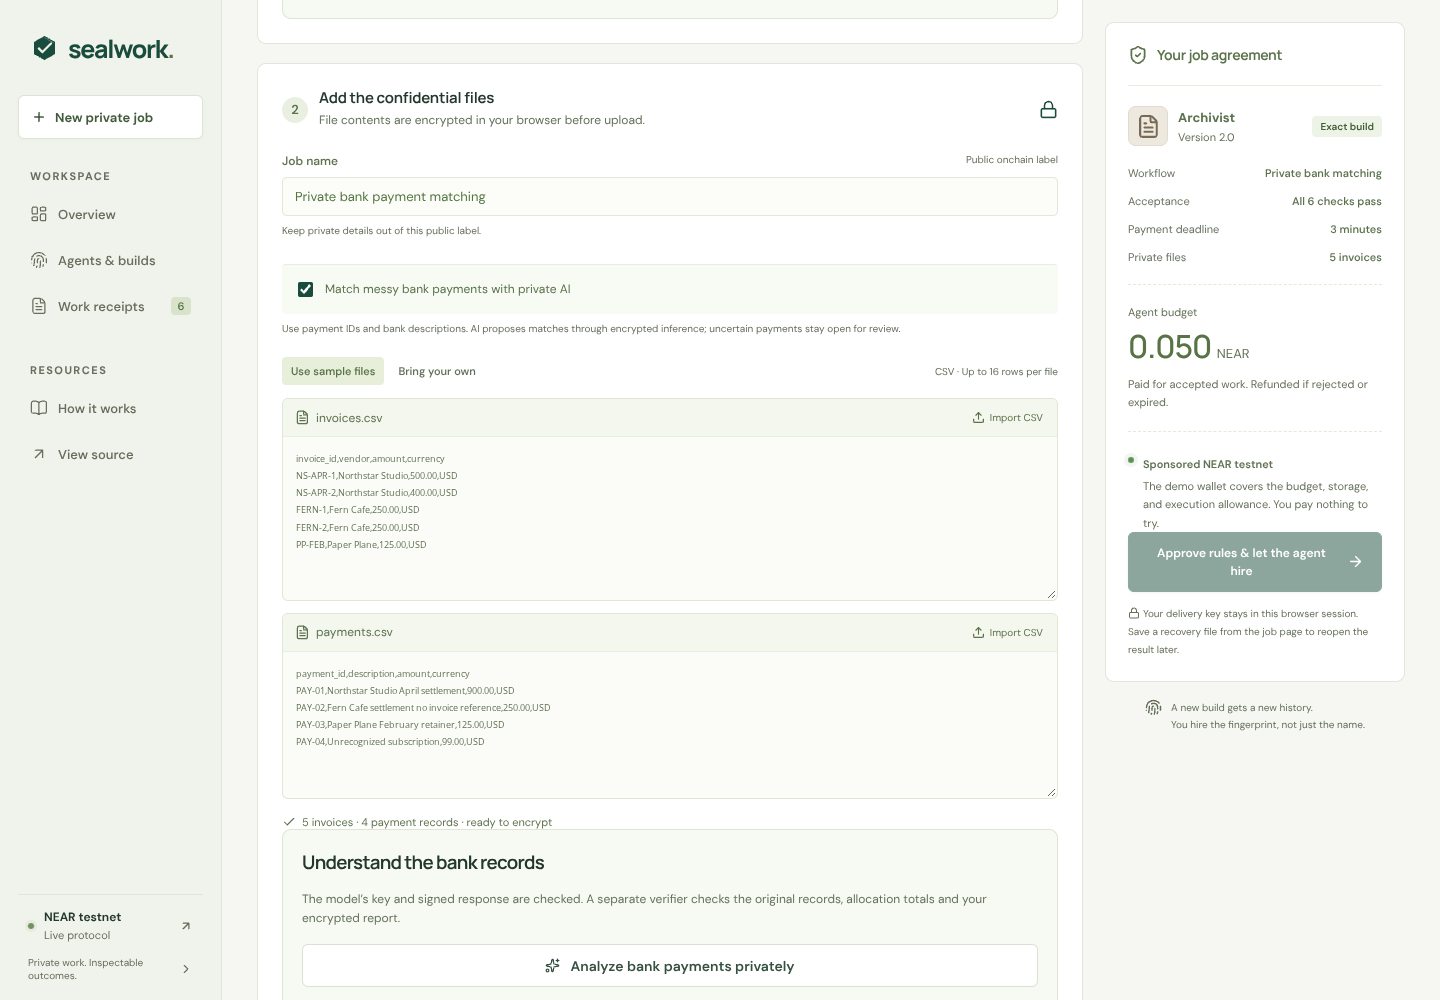 sealwork.
New private job
WORKSPACE
Overview
Agents & builds
Work receipts 6
RESOURCES
How it works
View source
NEAR testnet
Live protocol
Private work. Inspectable
outcomes.
2
Add the confidential files
File contents are encrypted in your browser before upload.
Job name
Public onchain label
Private bank payment matching
Keep private details out of this public label.
Match messy bank payments with private AI
Use payment IDs and bank descriptions. AI proposes matches through encrypted inference; uncertain payments stay open for review.
Use sample files
Bring your own
CSV · Up to 16 rows per file
invoices.csv
Import CSV
invoice_id,vendor,amount,currency
NS-APR-1,Northstar Studio,500.00,USD
NS-APR-2,Northstar Studio,400.00,USD
FERN-1,Fern Cafe,250.00,USD
FERN-2,Fern Cafe,250.00,USD
PP-FEB,Paper Plane,125.00,USD
payments.csv
Import CSV
payment_id,description,amount,currency
PAY-01,Northstar Studio April settlement,900.00,USD
PAY-02,Fern Cafe settlement no invoice reference,250.00,USD
PAY-03,Paper Plane February retainer,125.00,USD
PAY-04,Unrecognized subscription,99.00,USD
5 invoices · 4 payment records · ready to encrypt
Understand the bank records
The model's key and signed response are checked. A separate verifier checks the original records, allocation totals and your
encrypted report.
Analyze bank payments privately
Your job agreement
Archivist
Version 2.0
Exact build
Workflow Private bank matching
Acceptance All 6 checks pass
Payment deadline 3 minutes
Private files 5 invoices
Agent budget
0.050 NEAR
Paid for accepted work. Refunded if rejected or
expired.
Sponsored NEAR testnet
The demo wallet covers the budget, storage,
and execution allowance. You pay nothing to
try.
Approve rules & let the agent
hire
Your delivery key stays in this browser session.
Save a recovery file from the job page to reopen the
result later.
A new build gets a new history.
You hire the fingerprint, not just the name.